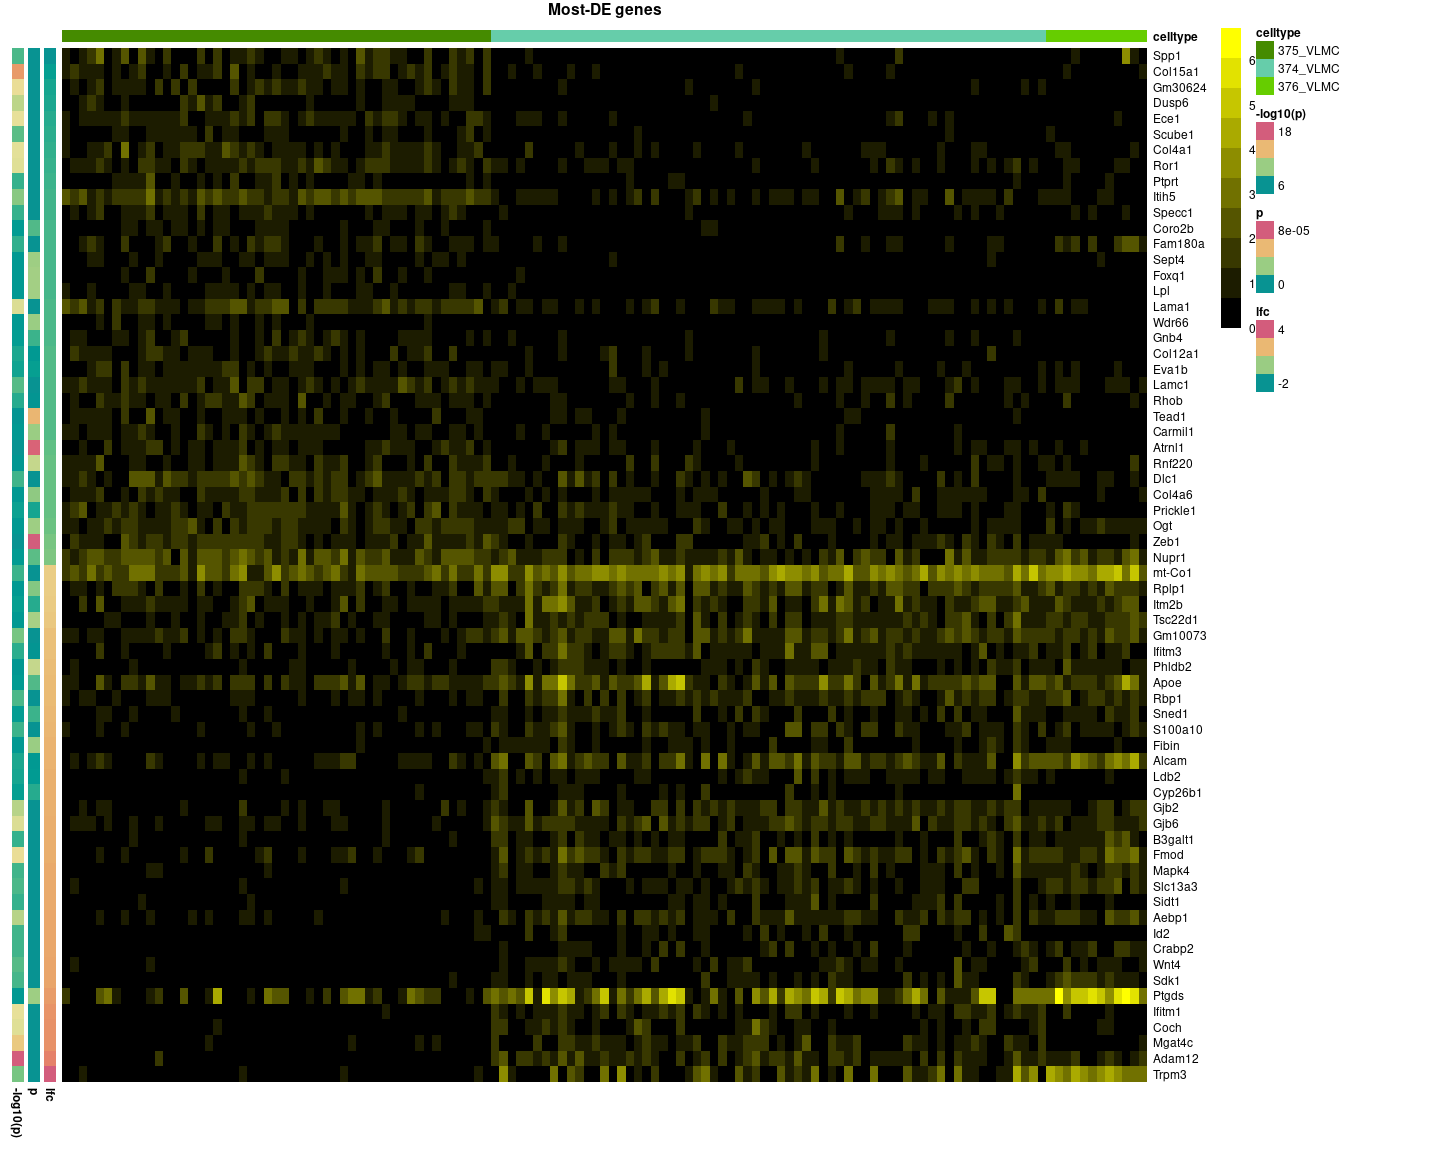 Most-DE genes
celltype
Spp1
Col15a1
Gm30624
Dusp6
Ece1
Scube1
Col4a1
Ror1
Ptprt
Itih5
Specc1
Coro2b
Fam180a
Sept4
Foxq1
Lpl
Lama1
Wdr66
Gnb4
Col12a1
Eva1b
Lamc1
Rhob
Tead1
Carmil1
Atrnl1
Rnf220
Dlc1
Col4a6
Prickle1
Ogt
Zeb1
Nupr1
mt-Co1
Rplp1
Itm2b
Tsc22d1
Gm10073
Ifitm3
Phldb2
Apoe
Rbp1
Sned1
S100a10
Fibin
Alcam
Ldb2
Cyp26b1
Gjb2
Gjb6
B3galt1
Fmod
Mapk4
Slc13a3
Sidt1
Aebp1
Id2
Crabp2
Wnt4
Sdk1
Ptgds
Ifitm1
Coch
Mgat4c
Adam12
Trpm3
-log10(p)
p
lfc
6
5
4
3
2
1
0
celltype
375_VLMC
374_VLMC
376_VLMC
-log10(p)
18
6
p
8e-05
0
lfc
4
-2